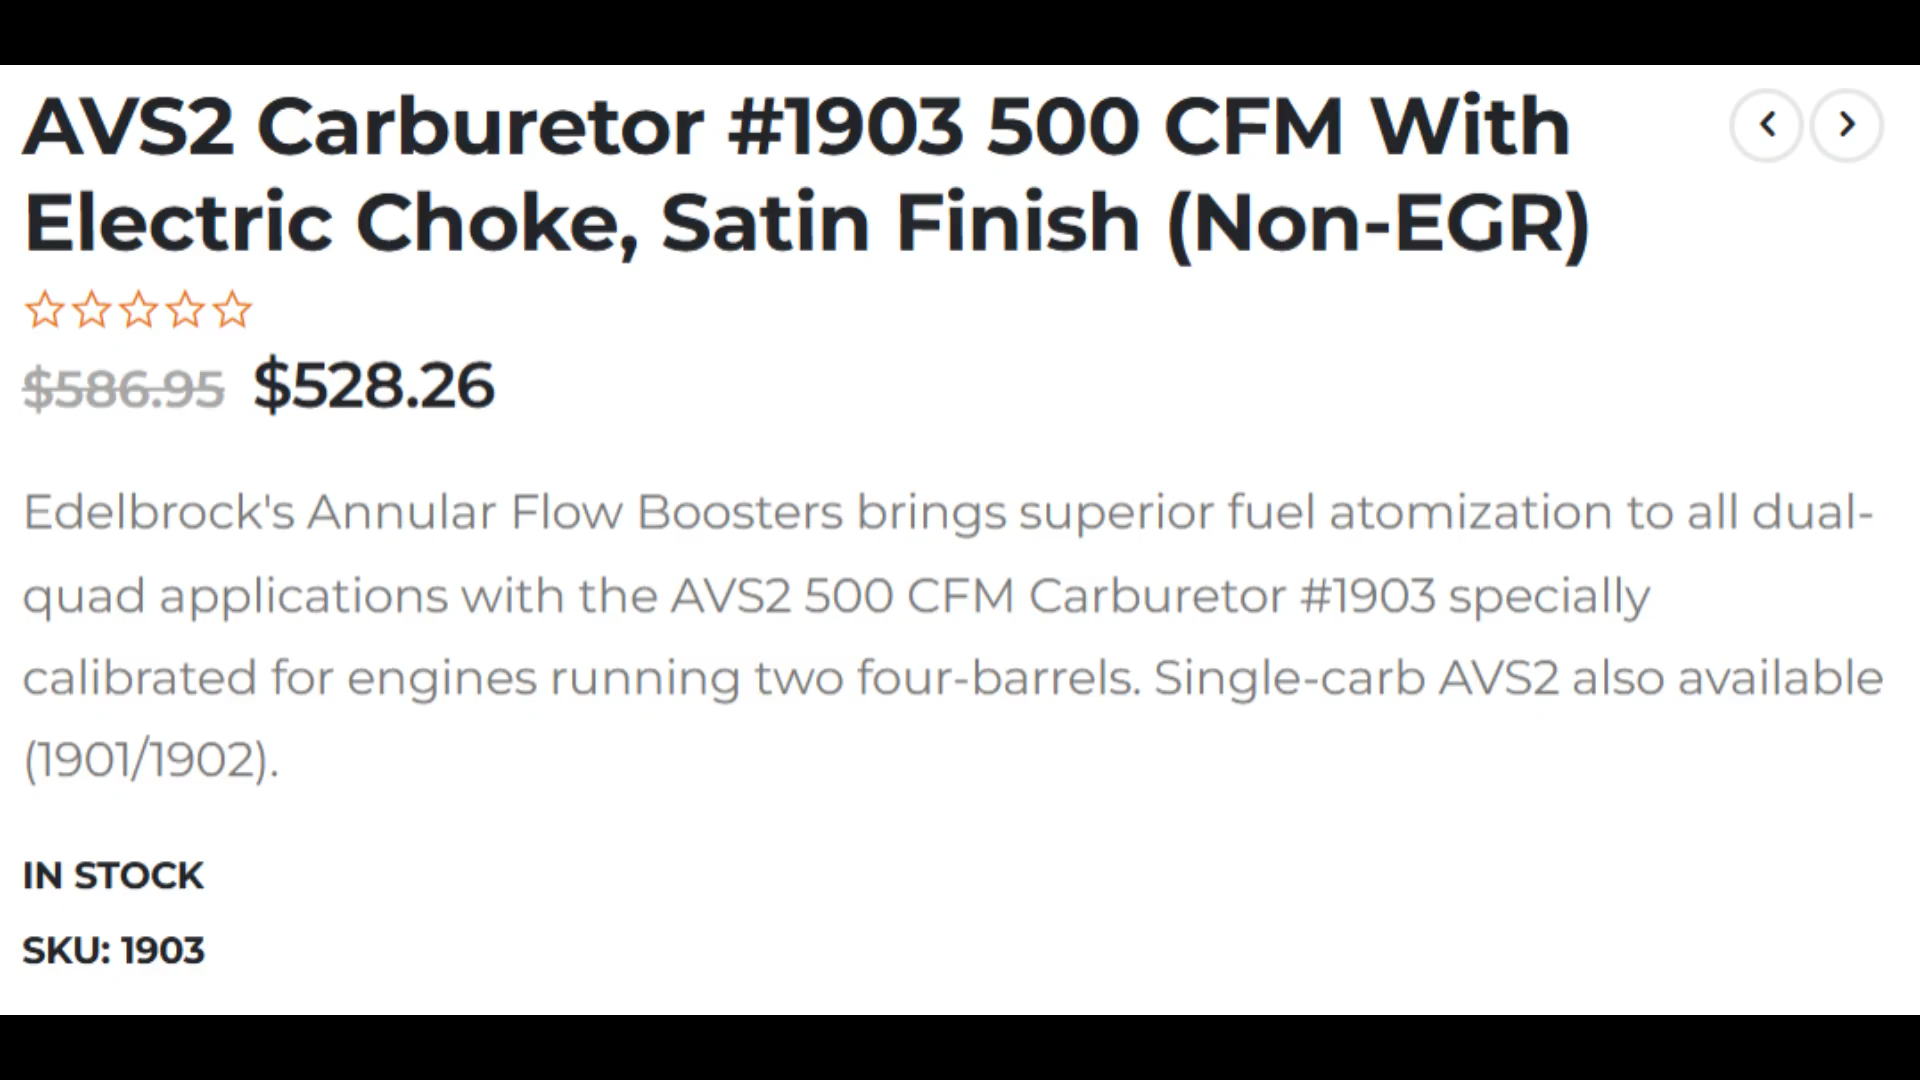 AVS2 Carburetor #1903 500 CFM With
Electric Choke, Satin Finish (Non-EGR)
$586.95 $528.26
Edelbrock's Annular Flow Boosters brings superior fuel atomization to all dual-
quad applications with the AVS2 500 CFM Carburetor #1903 specially
calibrated for engines running two four-barrels. Single-carb AVS2 also available
(1901/1902).
IN STOCK
SKU: 1903